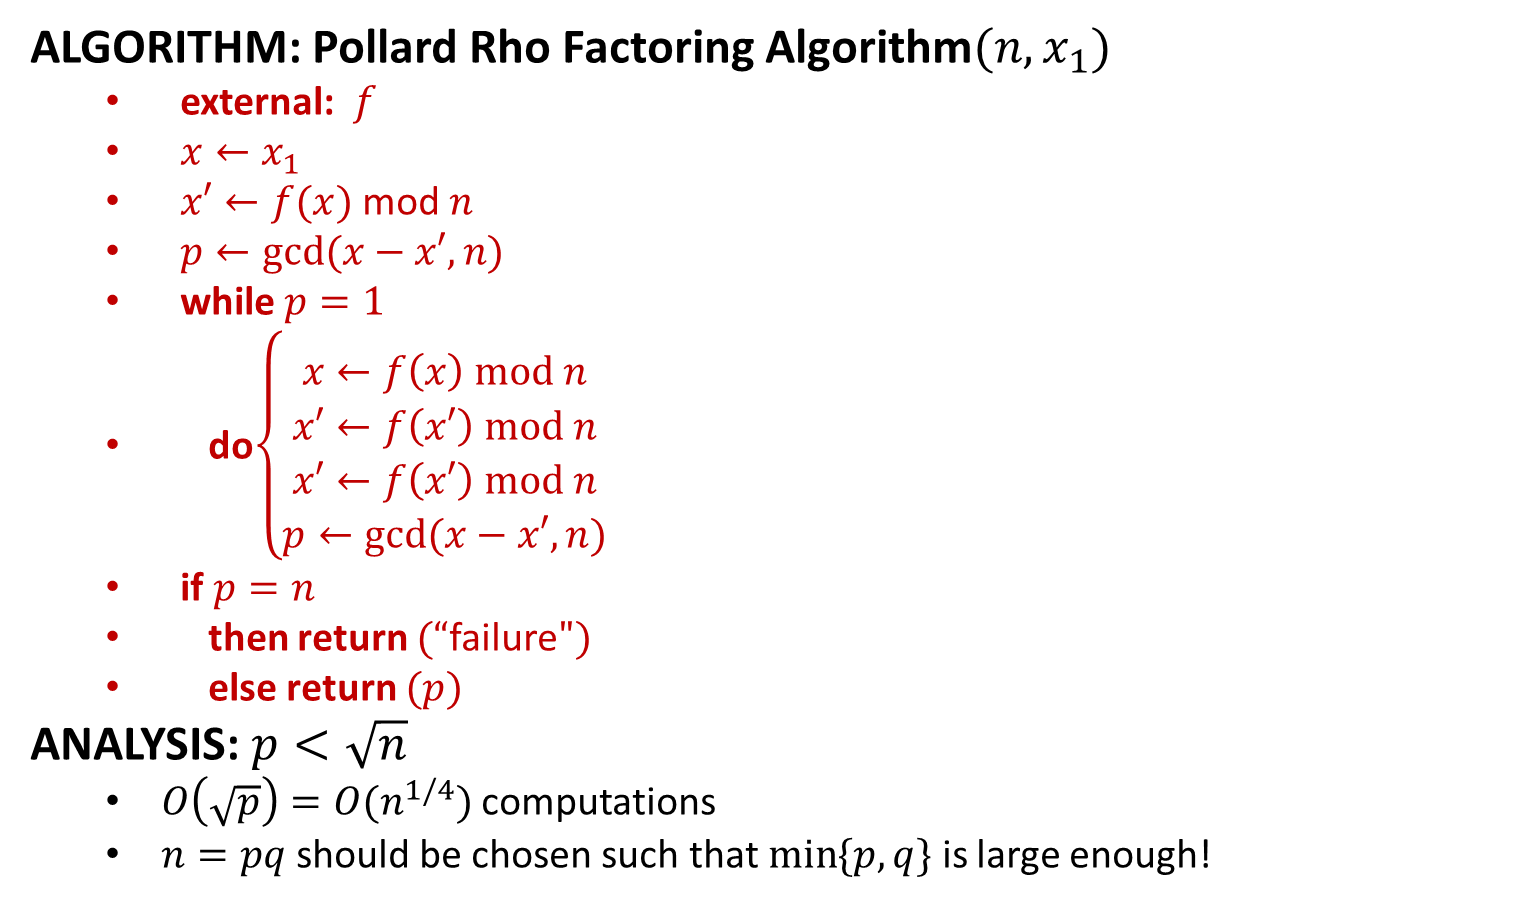 ALGORITHM: Pollard Rho Factoring Algorithm(n, x₁)
• external: f
• x ← x₁
• x′ ← f(x) mod n
• p ← gcd(x − x′, n)
• while p = 1
x ← f(x) mod n
x′ ← f(x′) mod n
• do{
x′ ← f(x′) mod n
p ← gcd(x − x′, n)
• if p = n
• then return (“failure")
• else return (p)
ANALYSIS: p < √n
• O(√p) = O(n^{1/4}) computations
• n = pq should be chosen such that min{p, q} is large enough!